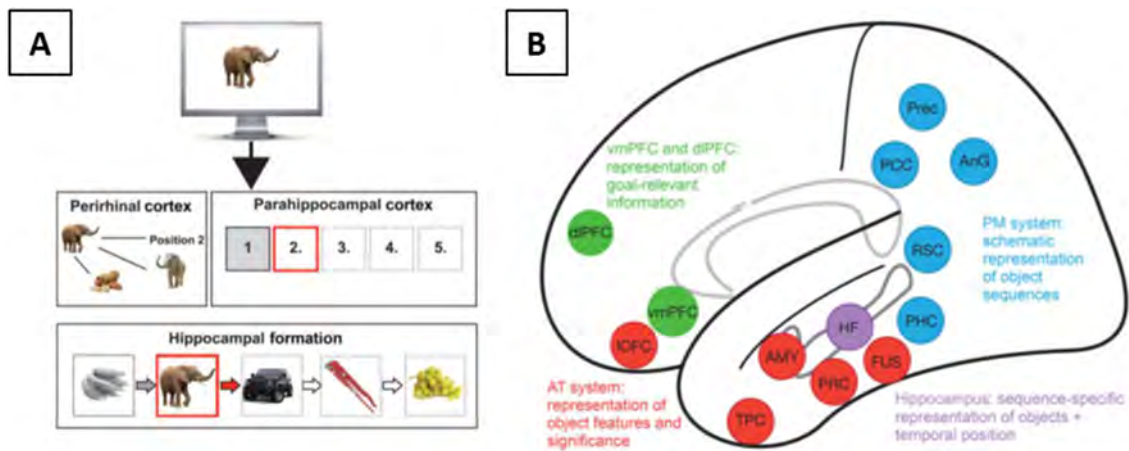 A
Perirhinal cortex
Position 2
Parahippocampal cortex
1
2.
3.
4.
5.
Hippocampal formation
B
vmPFC and dlPFC:
representation of
goal-relevant
information
dlPFC
vmPFC
lOFC
Prec
PCC
AnG
RSC
PHC
PM system:
schematic
representation
of object
sequences
HF
AMY
PRC
FUS
TPC
AT system:
representation of
object features and
significance
Hippocampus: sequence-specific
representation of objects +
temporal position